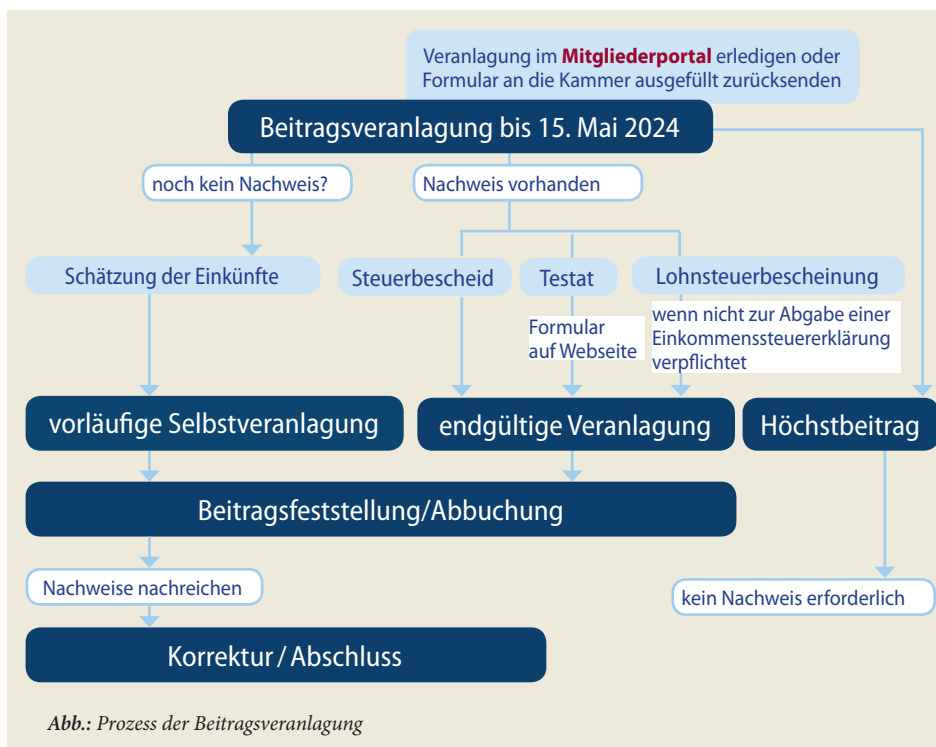 Veranlagung im Mitgliederportal erledigen oder
Formular an die Kammer ausgefüllt zurücksenden
Beitragsveranlagung bis 15. Mai 2024
noch kein Nachweis?
Nachweis vorhanden
Schätzung der Einkünfte
Steuerbescheid
Testat
Lohnsteuerbescheinung
Formular
auf Webseite
wenn nicht zur Abgabe einer
Einkommenssteuererklärung
verpflichtet
vorläufige Selbstveranlagung
endgültige Veranlagung
Höchstbeitrag
Beitragsfeststellung/Abbuchung
Nachweise nachreichen
kein Nachweis erforderlich
Korrektur / Abschluss
Abb.: Prozess der Beitragsveranlagung